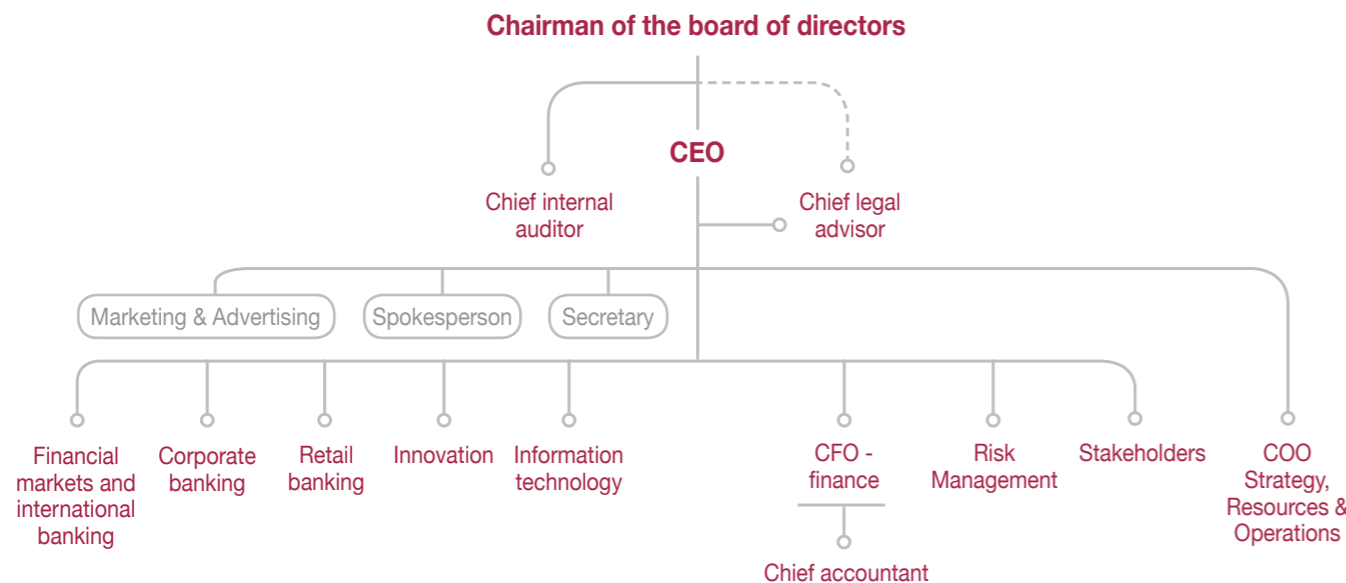 Chairman of the board of directors
CEO
Chief internal
auditor
Chief legal
advisor
Marketing & Advertising
Spokesperson
Secretary
Financial
markets and
international
banking
Corporate
banking
Retail
banking
Innovation
Information
technology
CFO -
finance
Chief accountant
Risk
Management
Stakeholders
COO
Strategy,
Resources &
Operations